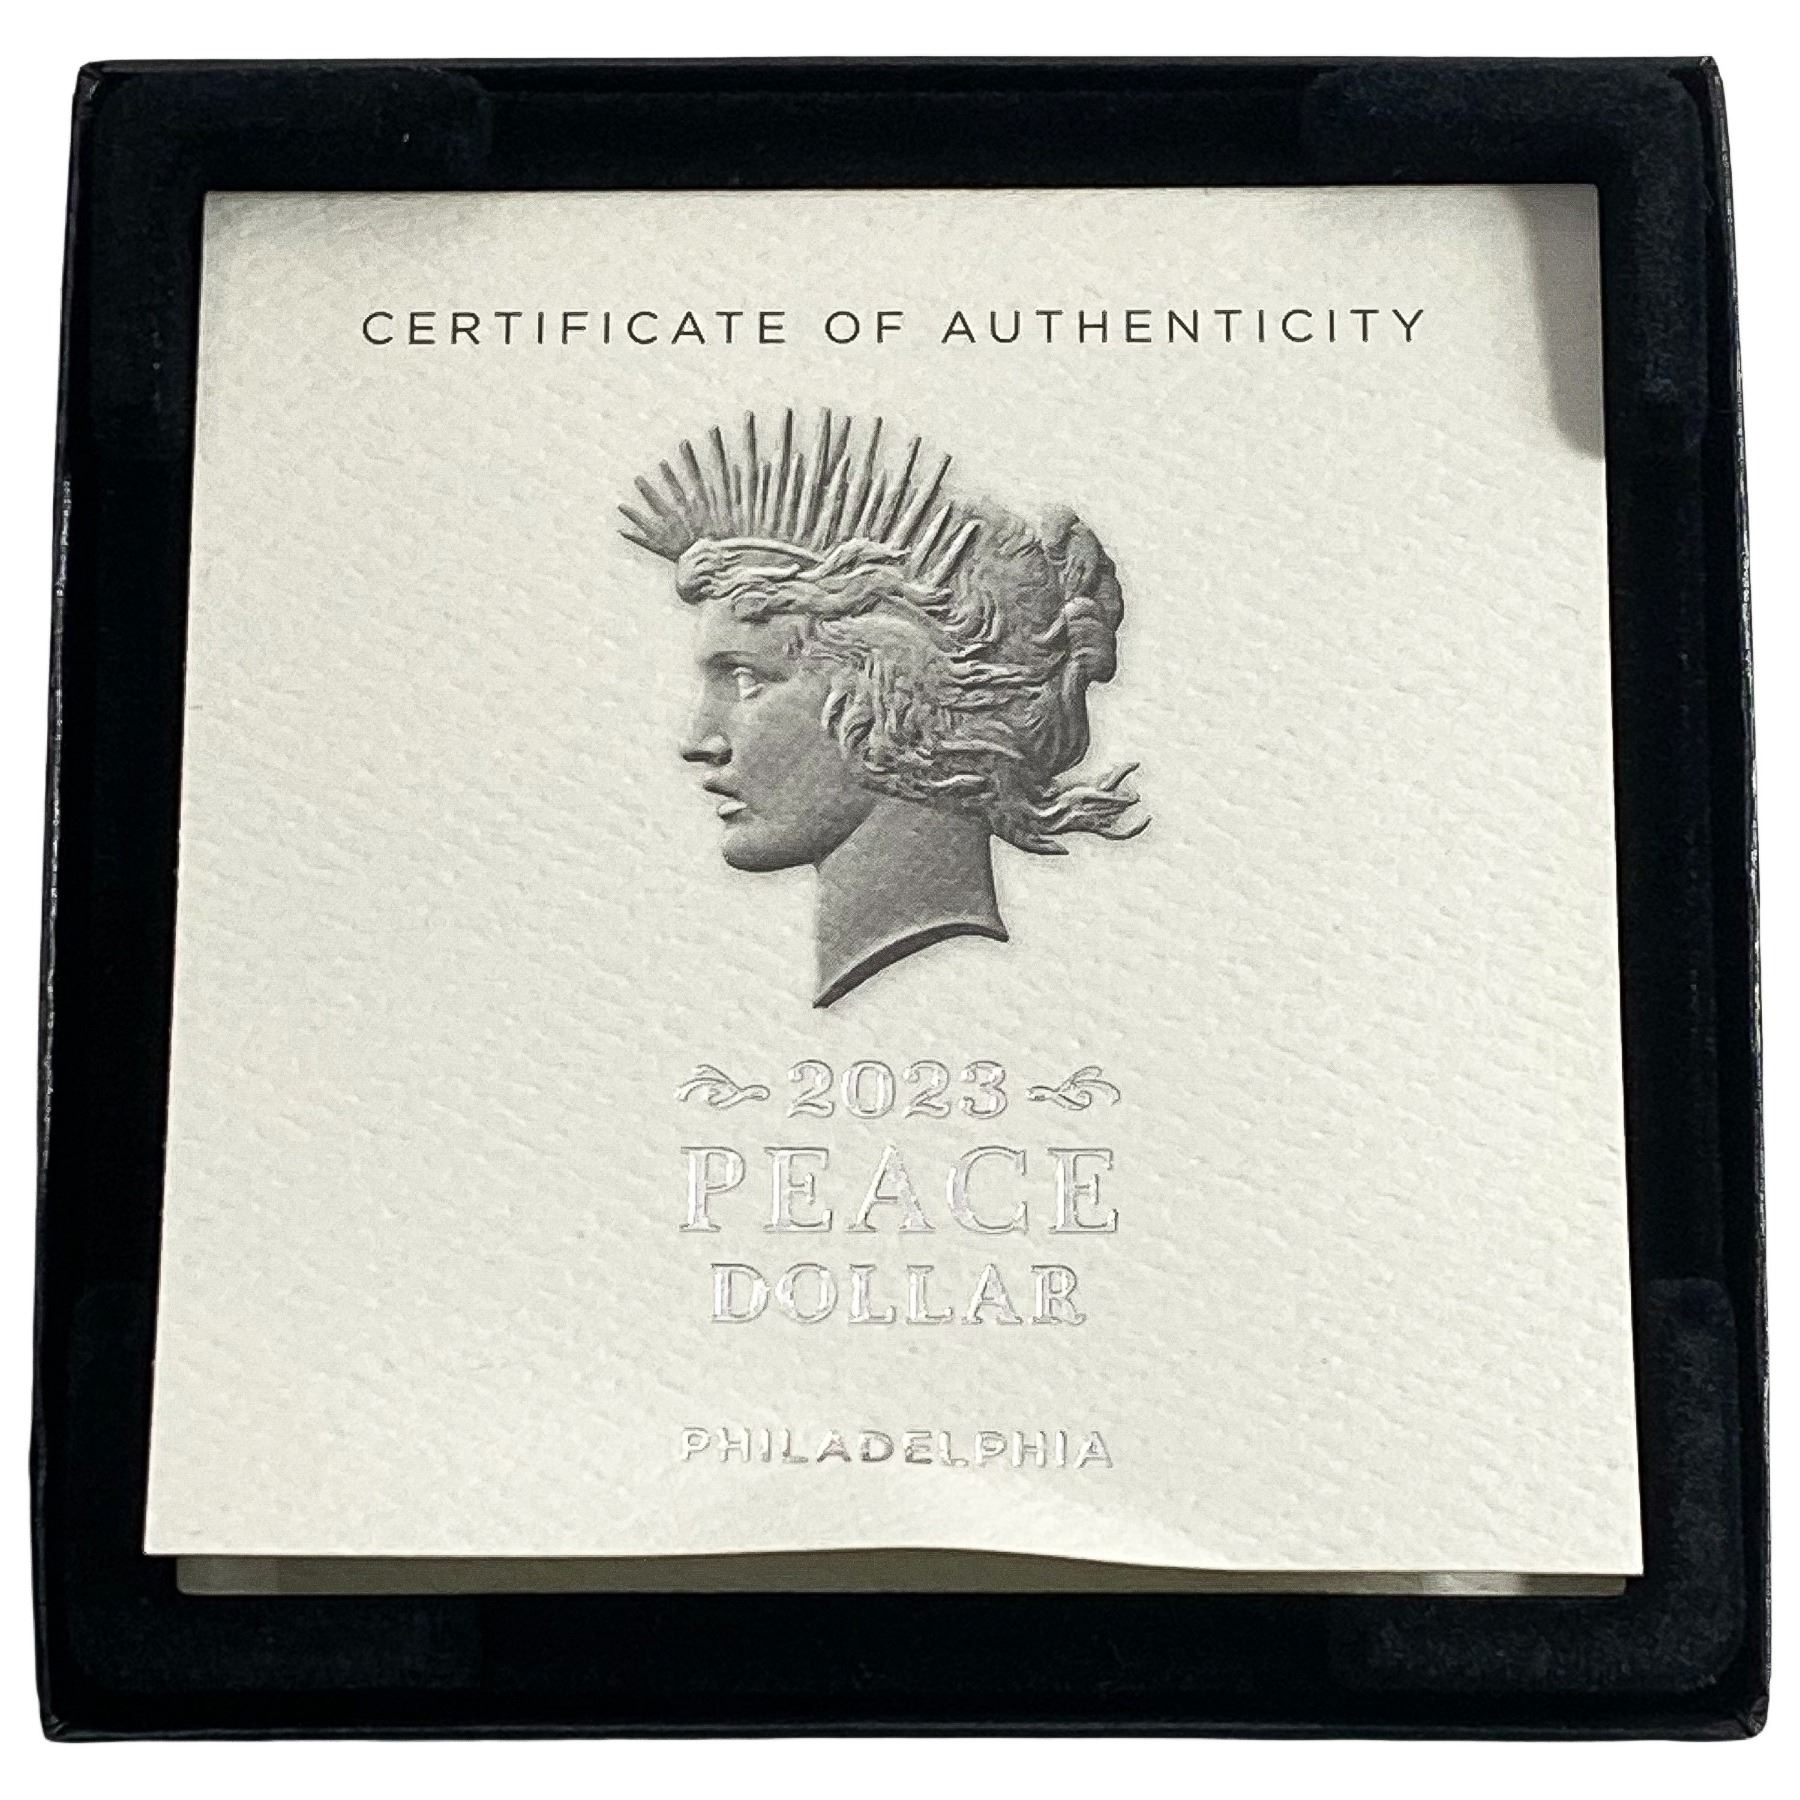 CERTIFICATE OF AUTHENTICITY
2023
PEACE
DOLLAR
PHILADELPHIA